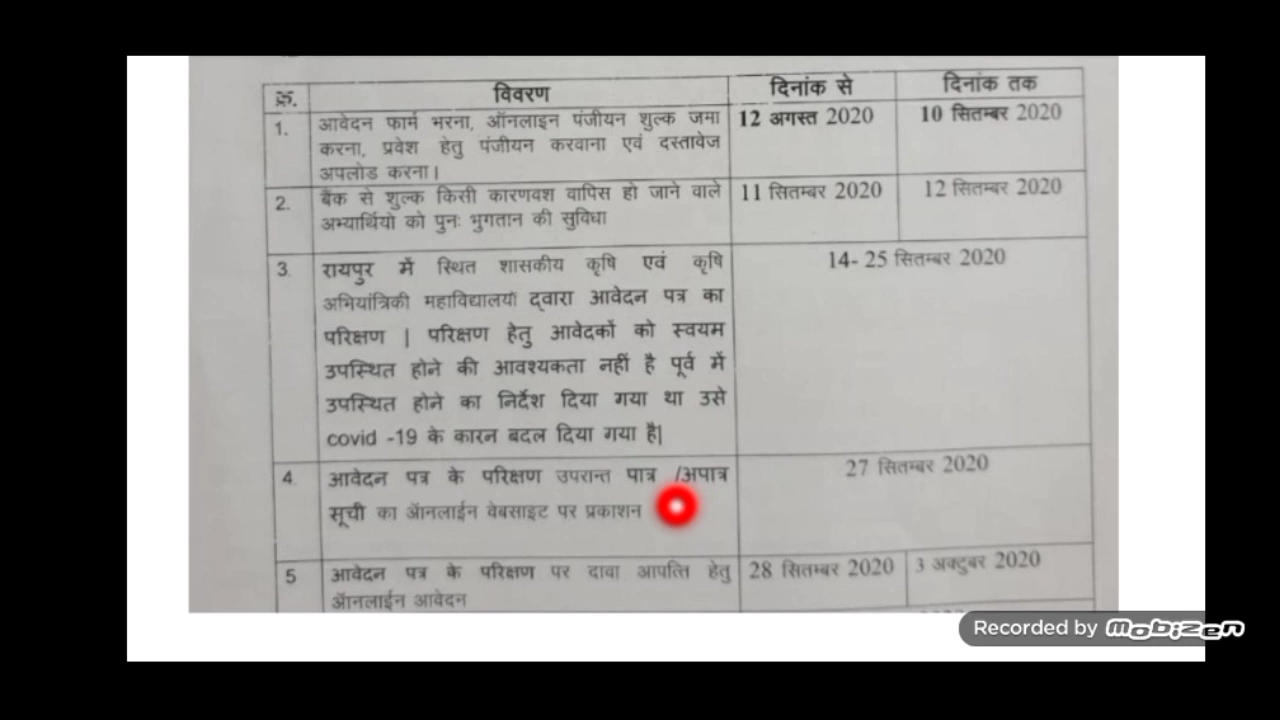 क्र. विवरण दिनांक से दिनांक तक
1. आवेदन फार्म भरना, ऑनलाइन पंजीयन शुल्क जमा 12 अगस्त 2020 10 सितम्बर 2020
करना, प्रवेश हेतु पंजीयन करवाना एवं दस्तावेज
अपलोड करना।
2. बैंक से शुल्क किसी कारणवश वापिस हो जाने वाले 11 सितम्बर 2020 12 सितम्बर 2020
अभ्यार्थियो को पुनः भुगतान की सुविधा
3. रायपुर में स्थित शासकीय कृषि एवं कृषि 14- 25 सितम्बर 2020
अभियांत्रिकी महाविद्यालयों द्वारा आवेदन पत्र का
परिक्षण | परिक्षण हेतु आवेदकों को स्वयम
उपस्थित होने की आवश्यकता नहीं है पूर्व में
उपस्थित होने का निर्देश दिया गया था उसे
covid -19 के कारन बदल दिया गया है|
4. आवेदन पत्र के परिक्षण उपरान्त पात्र /अपात्र 27 सितम्बर 2020
सूची का ऑनलाईन वेबसाइट पर प्रकाशन
5 आवेदन पत्र के परिक्षण पर दावा आपत्ति हेतु 28 सितम्बर 2020 3 अक्टुबर 2020
ऑनलाईन आवेदन
Recorded by mobizen